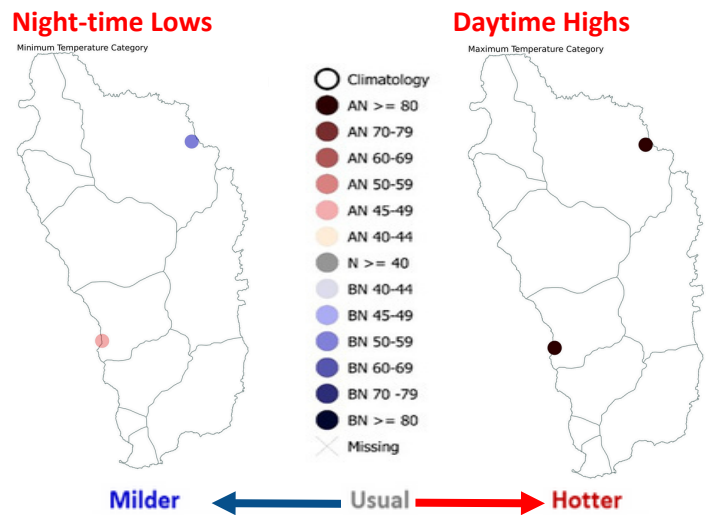 Night-time Lows
Daytime Highs
Minimum Temperature Category
Maximum Temperature Category
Climatology
AN >= 80
AN 70-79
AN 60-69
AN 50-59
AN 45-49
AN 40-44
N >= 40
BN 40-44
BN 45-49
BN 50-59
BN 60-69
BN 70 -79
BN >= 80
Missing
Milder
Usual
Hotter